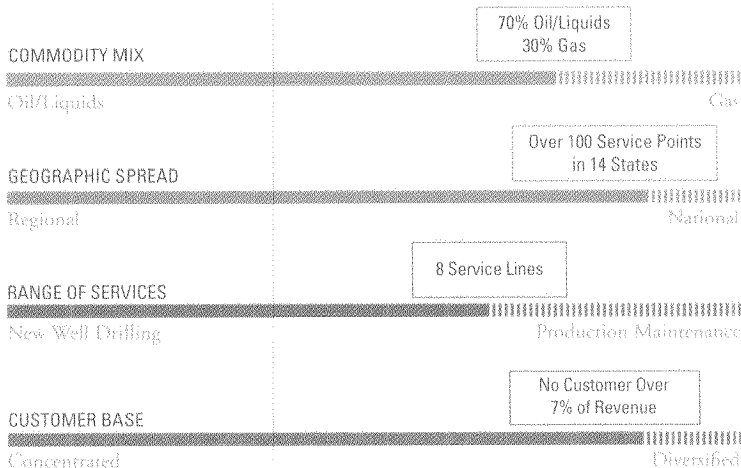 70% Oil/Liquids
30% Gas
COMMODITY MIX
Oil/Liquids
Gas
Over 100 Service Points
in 14 States
GEOGRAPHIC SPREAD
Regional
National
8 Service Lines
RANGE OF SERVICES
New Well Drilling
Production Maintenance
No Customer Over
7% of Revenue
CUSTOMER BASE
Concentrated
Diversified